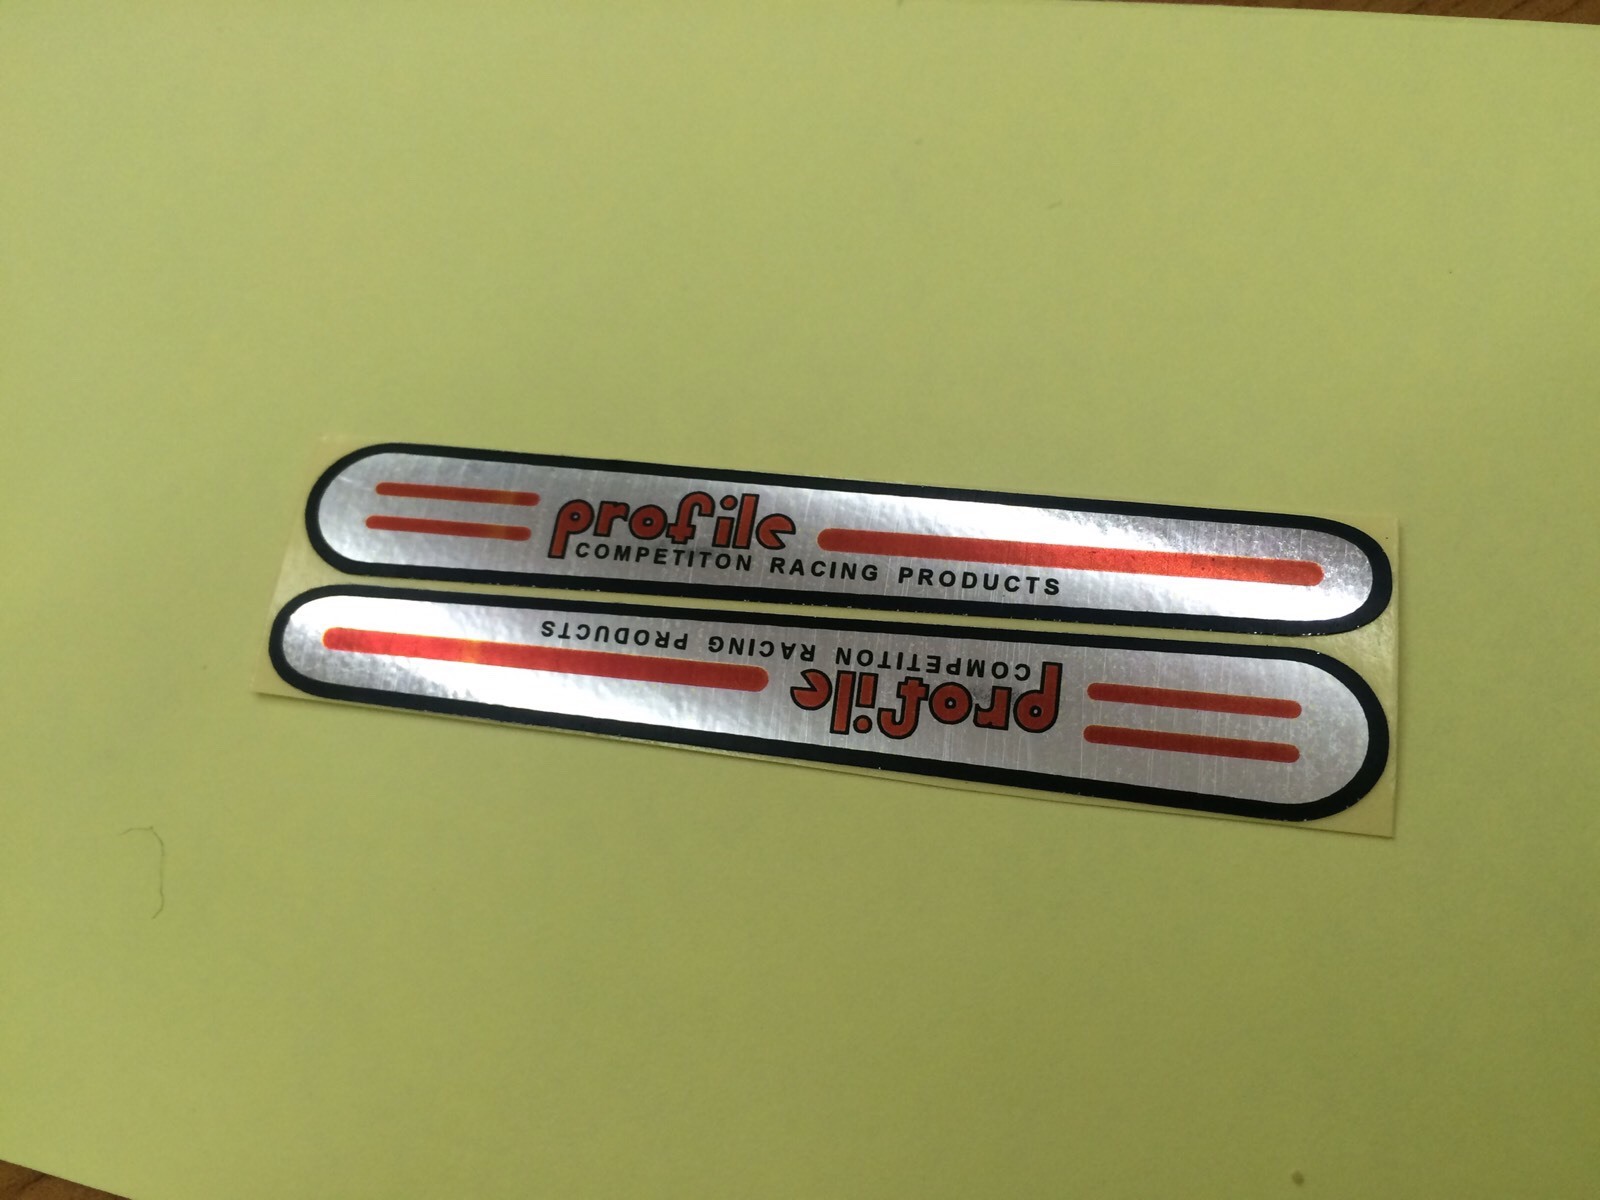 profile
COMPETITON RACING PRODUCTS
profile
COMPETITON RACING PRODUCTS